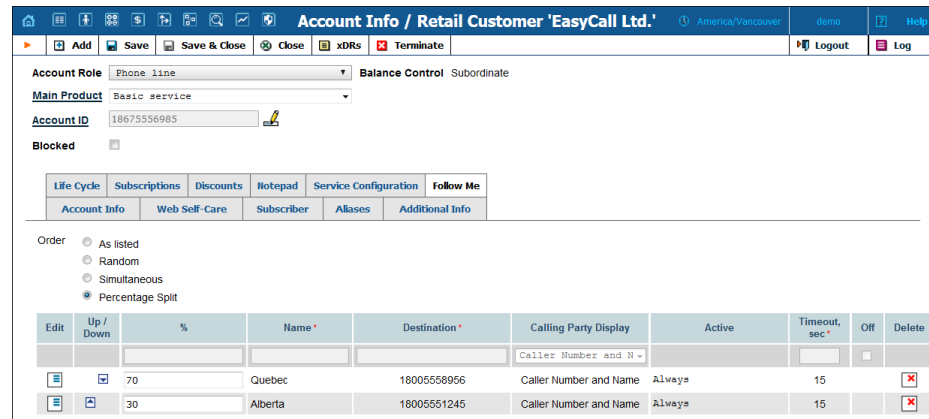 Account Info / Retail Customer 'EasyCall Ltd.' America/Vancouver demo ? Help
Add Save Save & Close Close xDRs Terminate Logout Log
Account Role Phone line Balance Control Subordinate
Main Product Basic service
Account ID 18675556985
Blocked
Life Cycle Subscriptions Discounts Notepad Service Configuration Follow Me
Account Info Web Self-Care Subscriber Aliases Additional Info
Order As listed
Random
Simultaneous
Percentage Split
Edit Up / Down % Name * Destination * Calling Party Display Active Timeout, sec * Off Delete
Caller Number and N
70 Quebec 18005558956 Caller Number and Name Always 15
30 Alberta 18005551245 Caller Number and Name Always 15